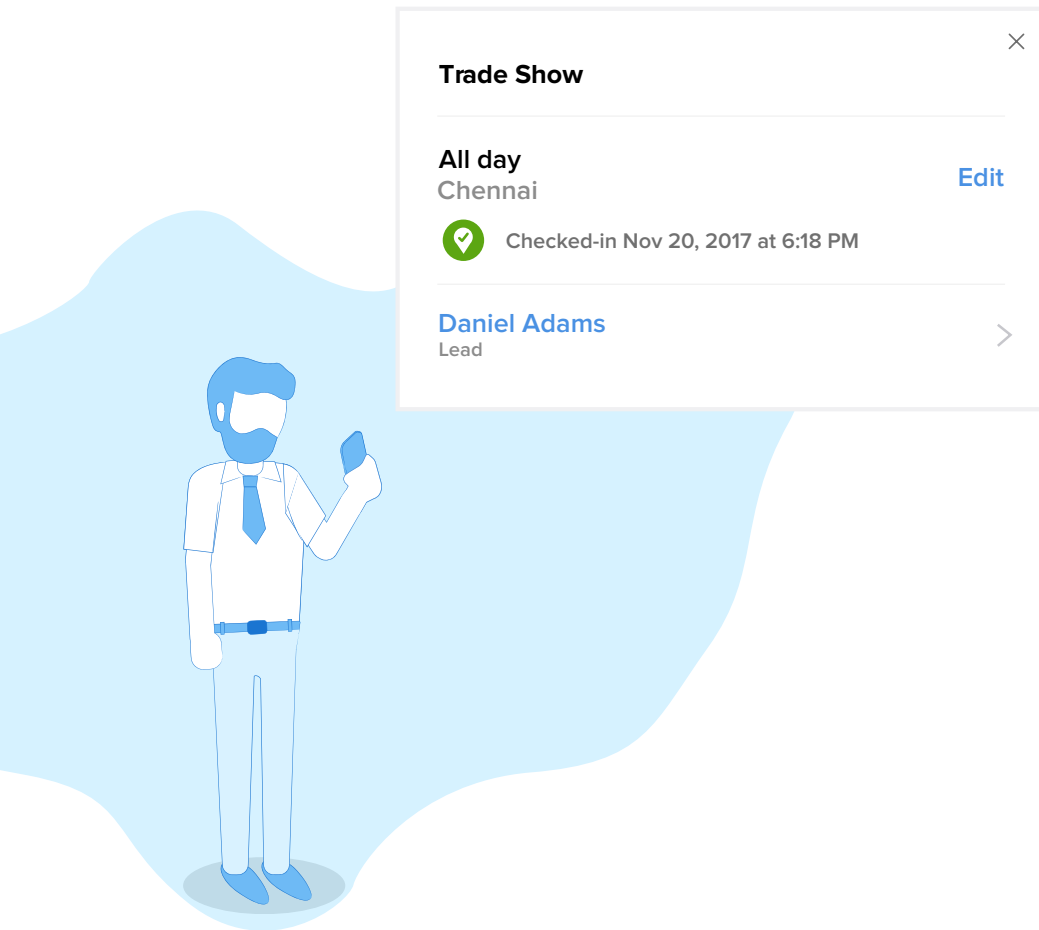 Trade Show
All day
Chennai
Edit
Checked-in Nov 20, 2017 at 6:18 PM
Daniel Adams
Lead